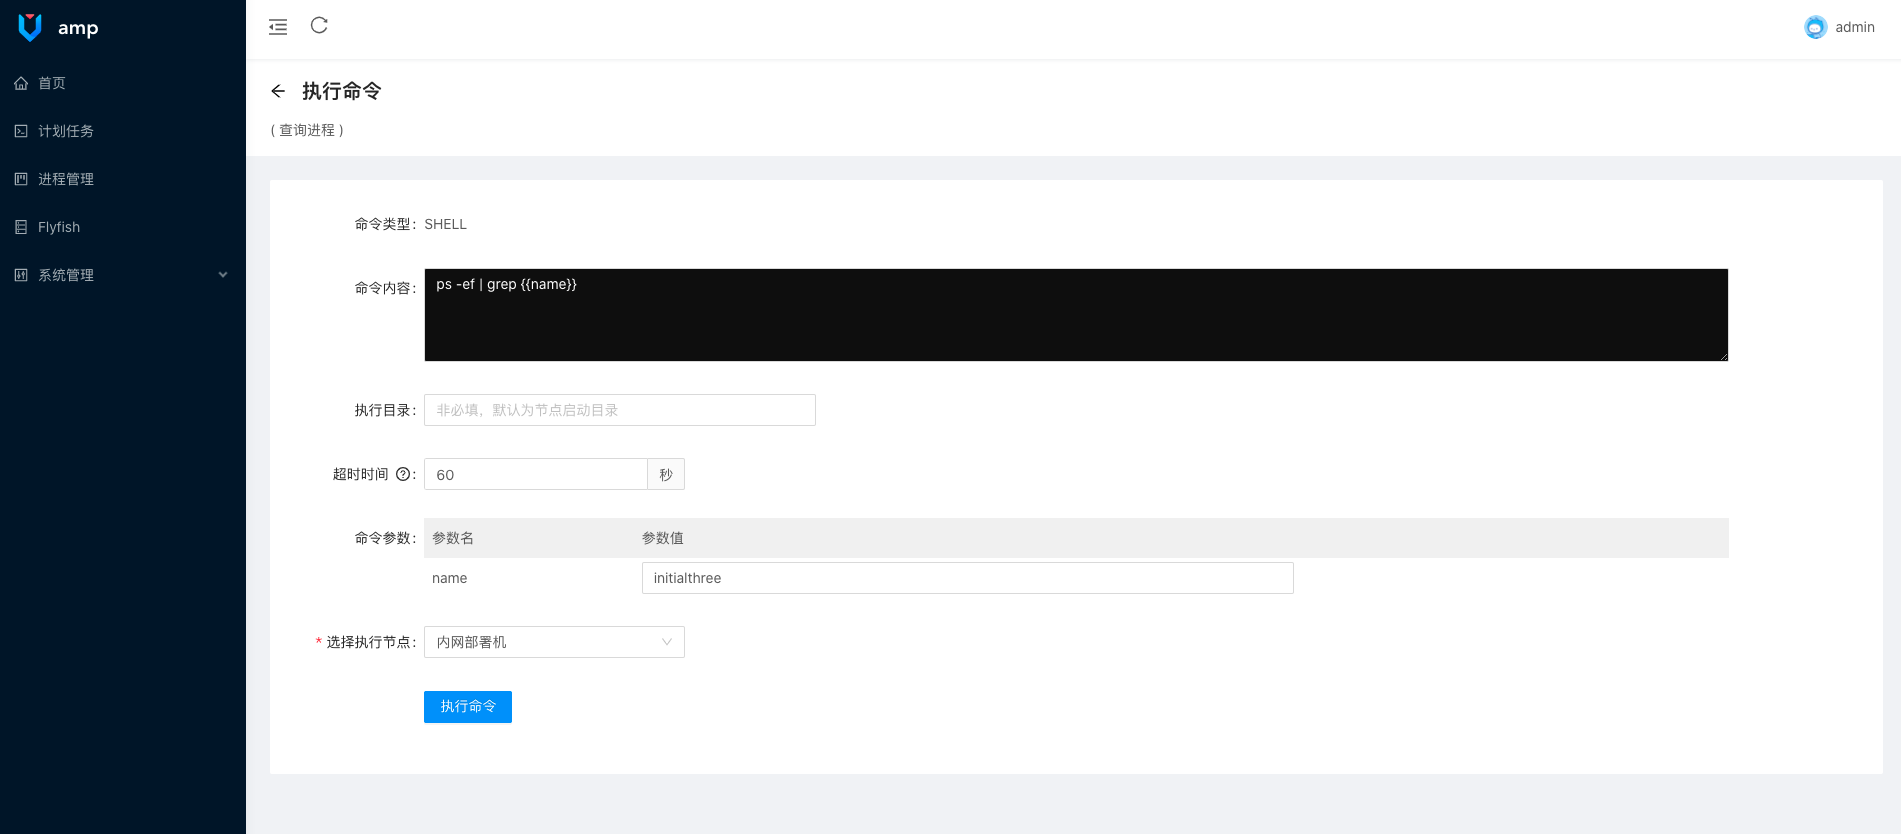 amp
首页
计划任务
进程管理
Flyfish
系统管理
admin
执行命令
( 查询进程 )
命令类型: SHELL
命令内容: ps -ef | grep {{name}}
执行目录: 非必填，默认为节点启动目录
超时时间 ?: 60 秒
命令参数: 参数名 参数值
name initialthree
* 选择执行节点: 内网部署机
执行命令